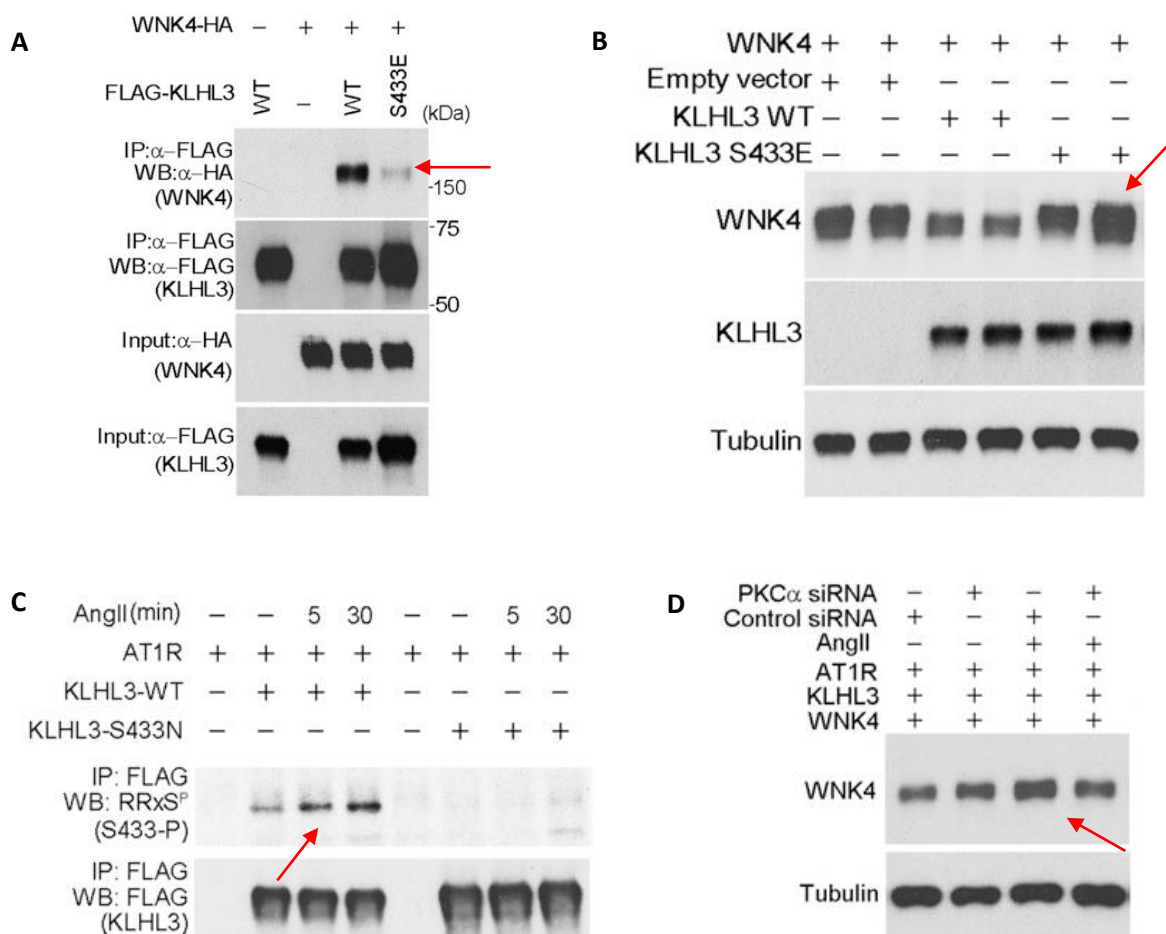 A
WNK4-HA − + + +
FLAG-KLHL3 WT − WT S433E (kDa)
IP:α−FLAG
WB:α−HA
(WNK4)
-150
-75
IP:α−FLAG
WB:α−FLAG
(KLHL3)
-50
Input:α−HA
(WNK4)
Input:α−FLAG
(KLHL3)
B
WNK4 + + + + + +
Empty vector + + − − − −
KLHL3 WT − − + + − −
KLHL3 S433E − − − − + +
WNK4
KLHL3
Tubulin
C
AngII(min) − − 5 30 − − 5 30
AT1R + + + + + + + +
KLHL3-WT − + + + − − − −
KLHL3-S433N − − − − − + + +
IP: FLAG
WB: RRxSᴾ
(S433-P)
IP: FLAG
WB: FLAG
(KLHL3)
D
PKCα siRNA − + − +
Control siRNA + − + −
AngII − − + +
AT1R + + + +
KLHL3 + + + +
WNK4 + + + +
WNK4
Tubulin